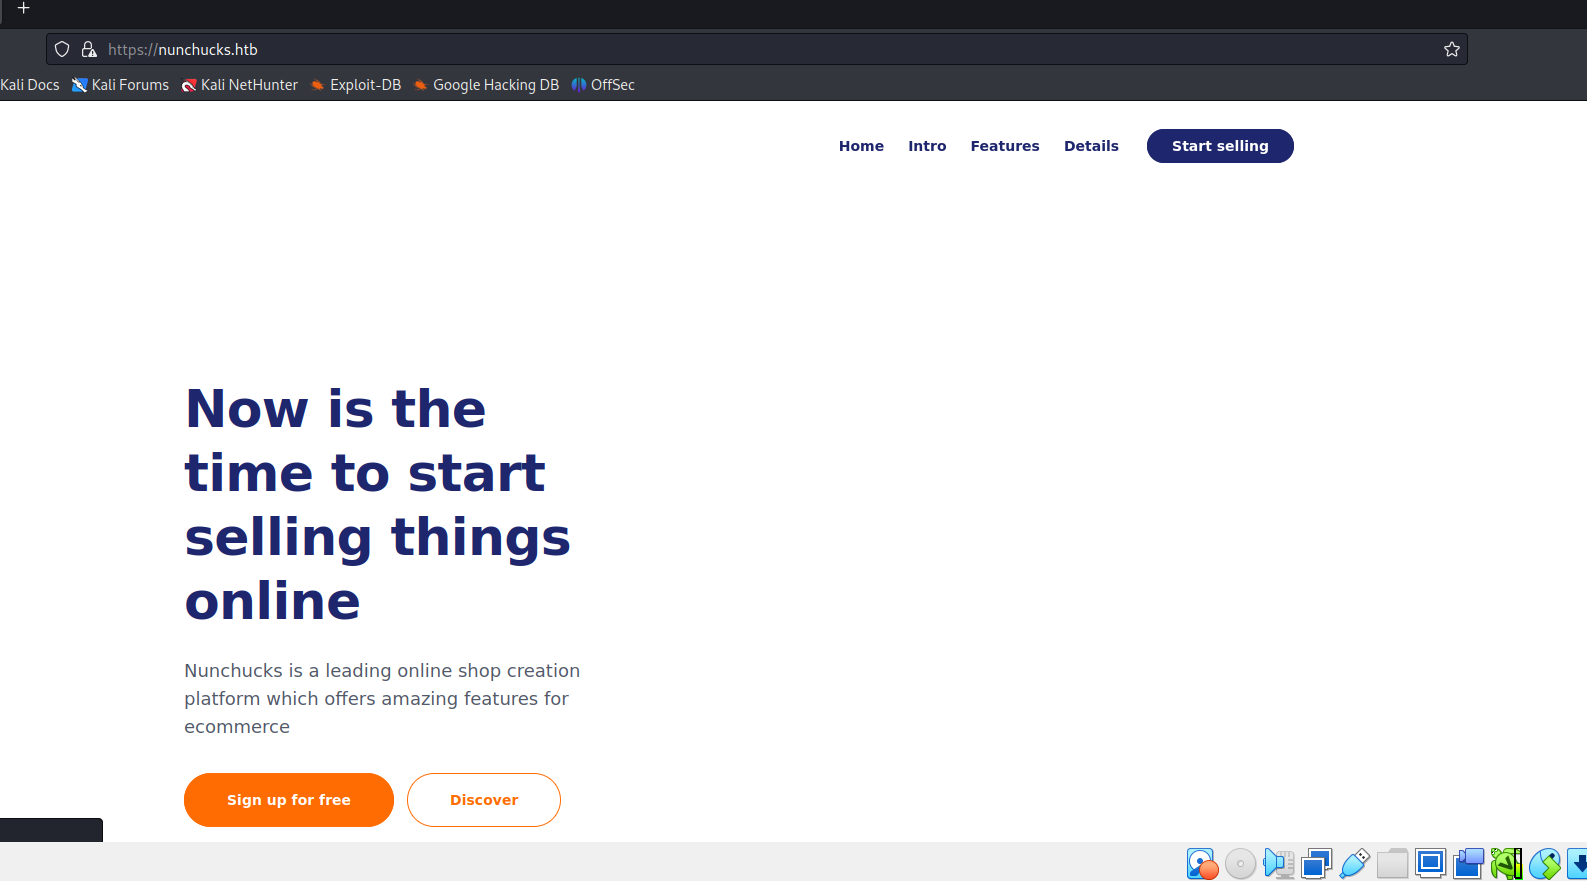 https://nunchucks.htb
Kali Docs Kali Forums Kali NetHunter Exploit-DB Google Hacking DB OffSec
Home Intro Features Details Start selling
Now is the
time to start
selling things
online
Nunchucks is a leading online shop creation
platform which offers amazing features for
ecommerce
Sign up for free Discover